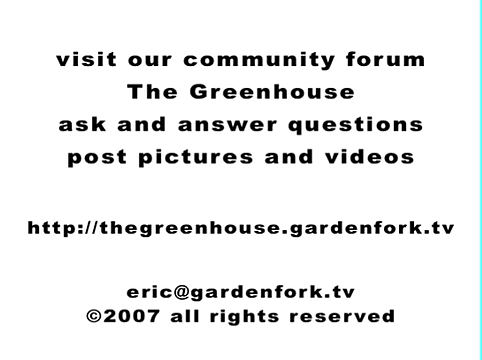 visit our community forum
The Greenhouse
ask and answer questions
post pictures and videos
http://thegreenhouse.gardenfork.tv
eric@gardenfork.tv
©2007 all rights reserved